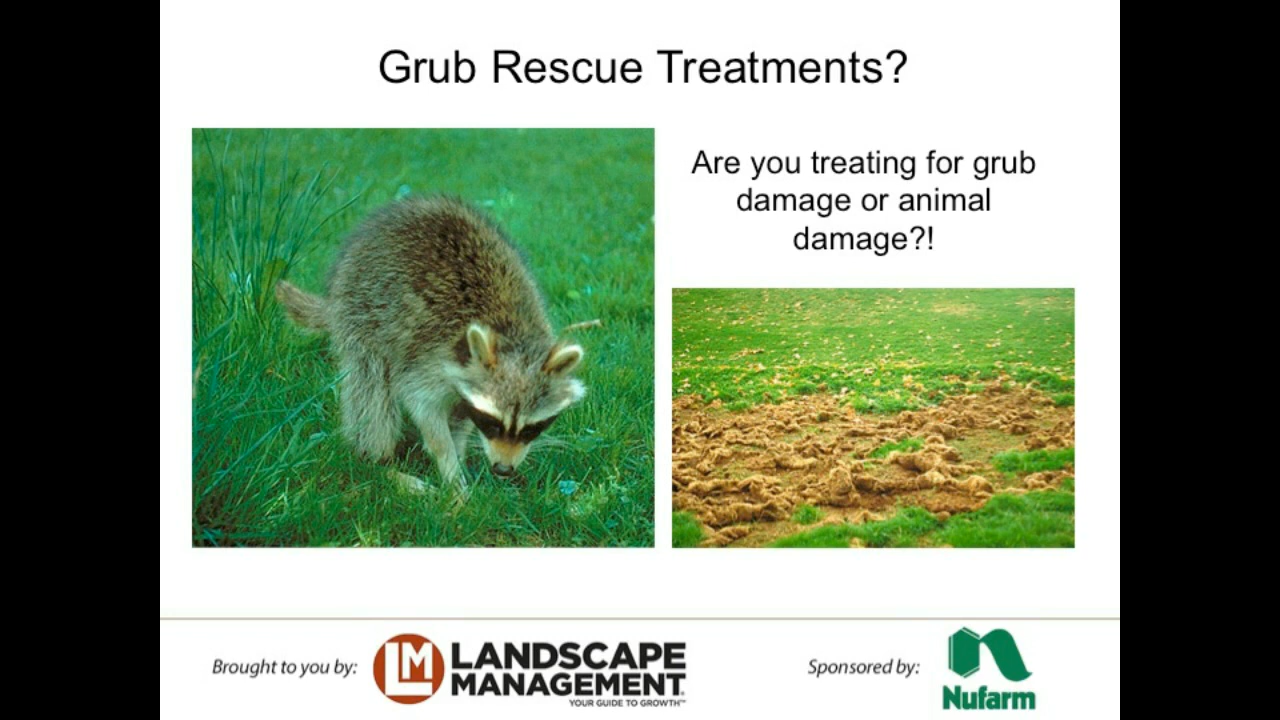 Grub Rescue Treatments?
Are you treating for grub
damage or animal
damage?!
Brought to you by:
LM
LANDSCAPE
MANAGEMENT
YOUR GUIDE TO GROWTH™
Sponsored by:
Nufarm